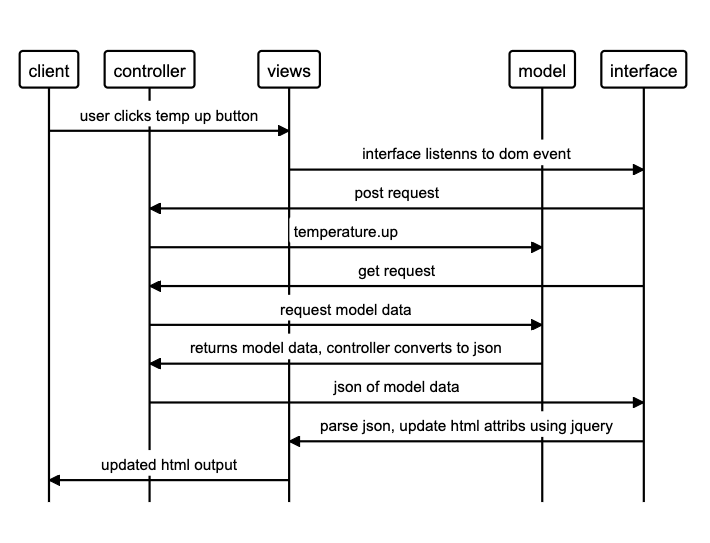 client
controller
views
model
interface
user clicks temp up button
interface listenns to dom event
post request
temperature.up
get request
request model data
returns model data, controller converts to json
json of model data
parse json, update html attribs using jquery
updated html output